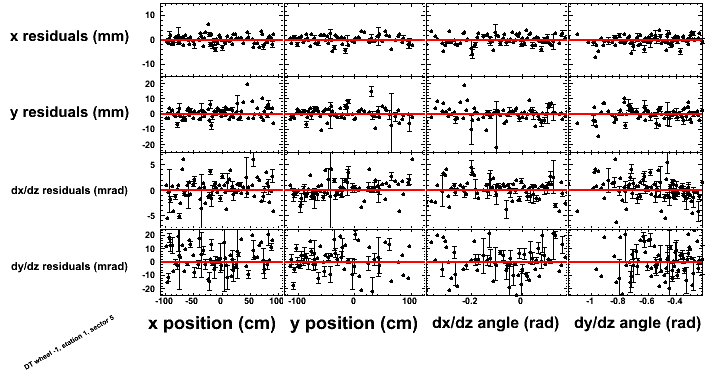 x residuals (mm)
10
0
-10
y residuals (mm)
20
10
0
-10
-20
dx/dz residuals (mrad)
5
0
-5
dy/dz residuals (mrad)
20
10
0
-10
-20
-100 -50 0 50 100 -100 0 100 -0.2 0 -1 -0.8 -0.6 -0.4
x position (cm) y position (cm) dx/dz angle (rad) dy/dz angle (rad)
DT wheel -1, station 1, sector 5